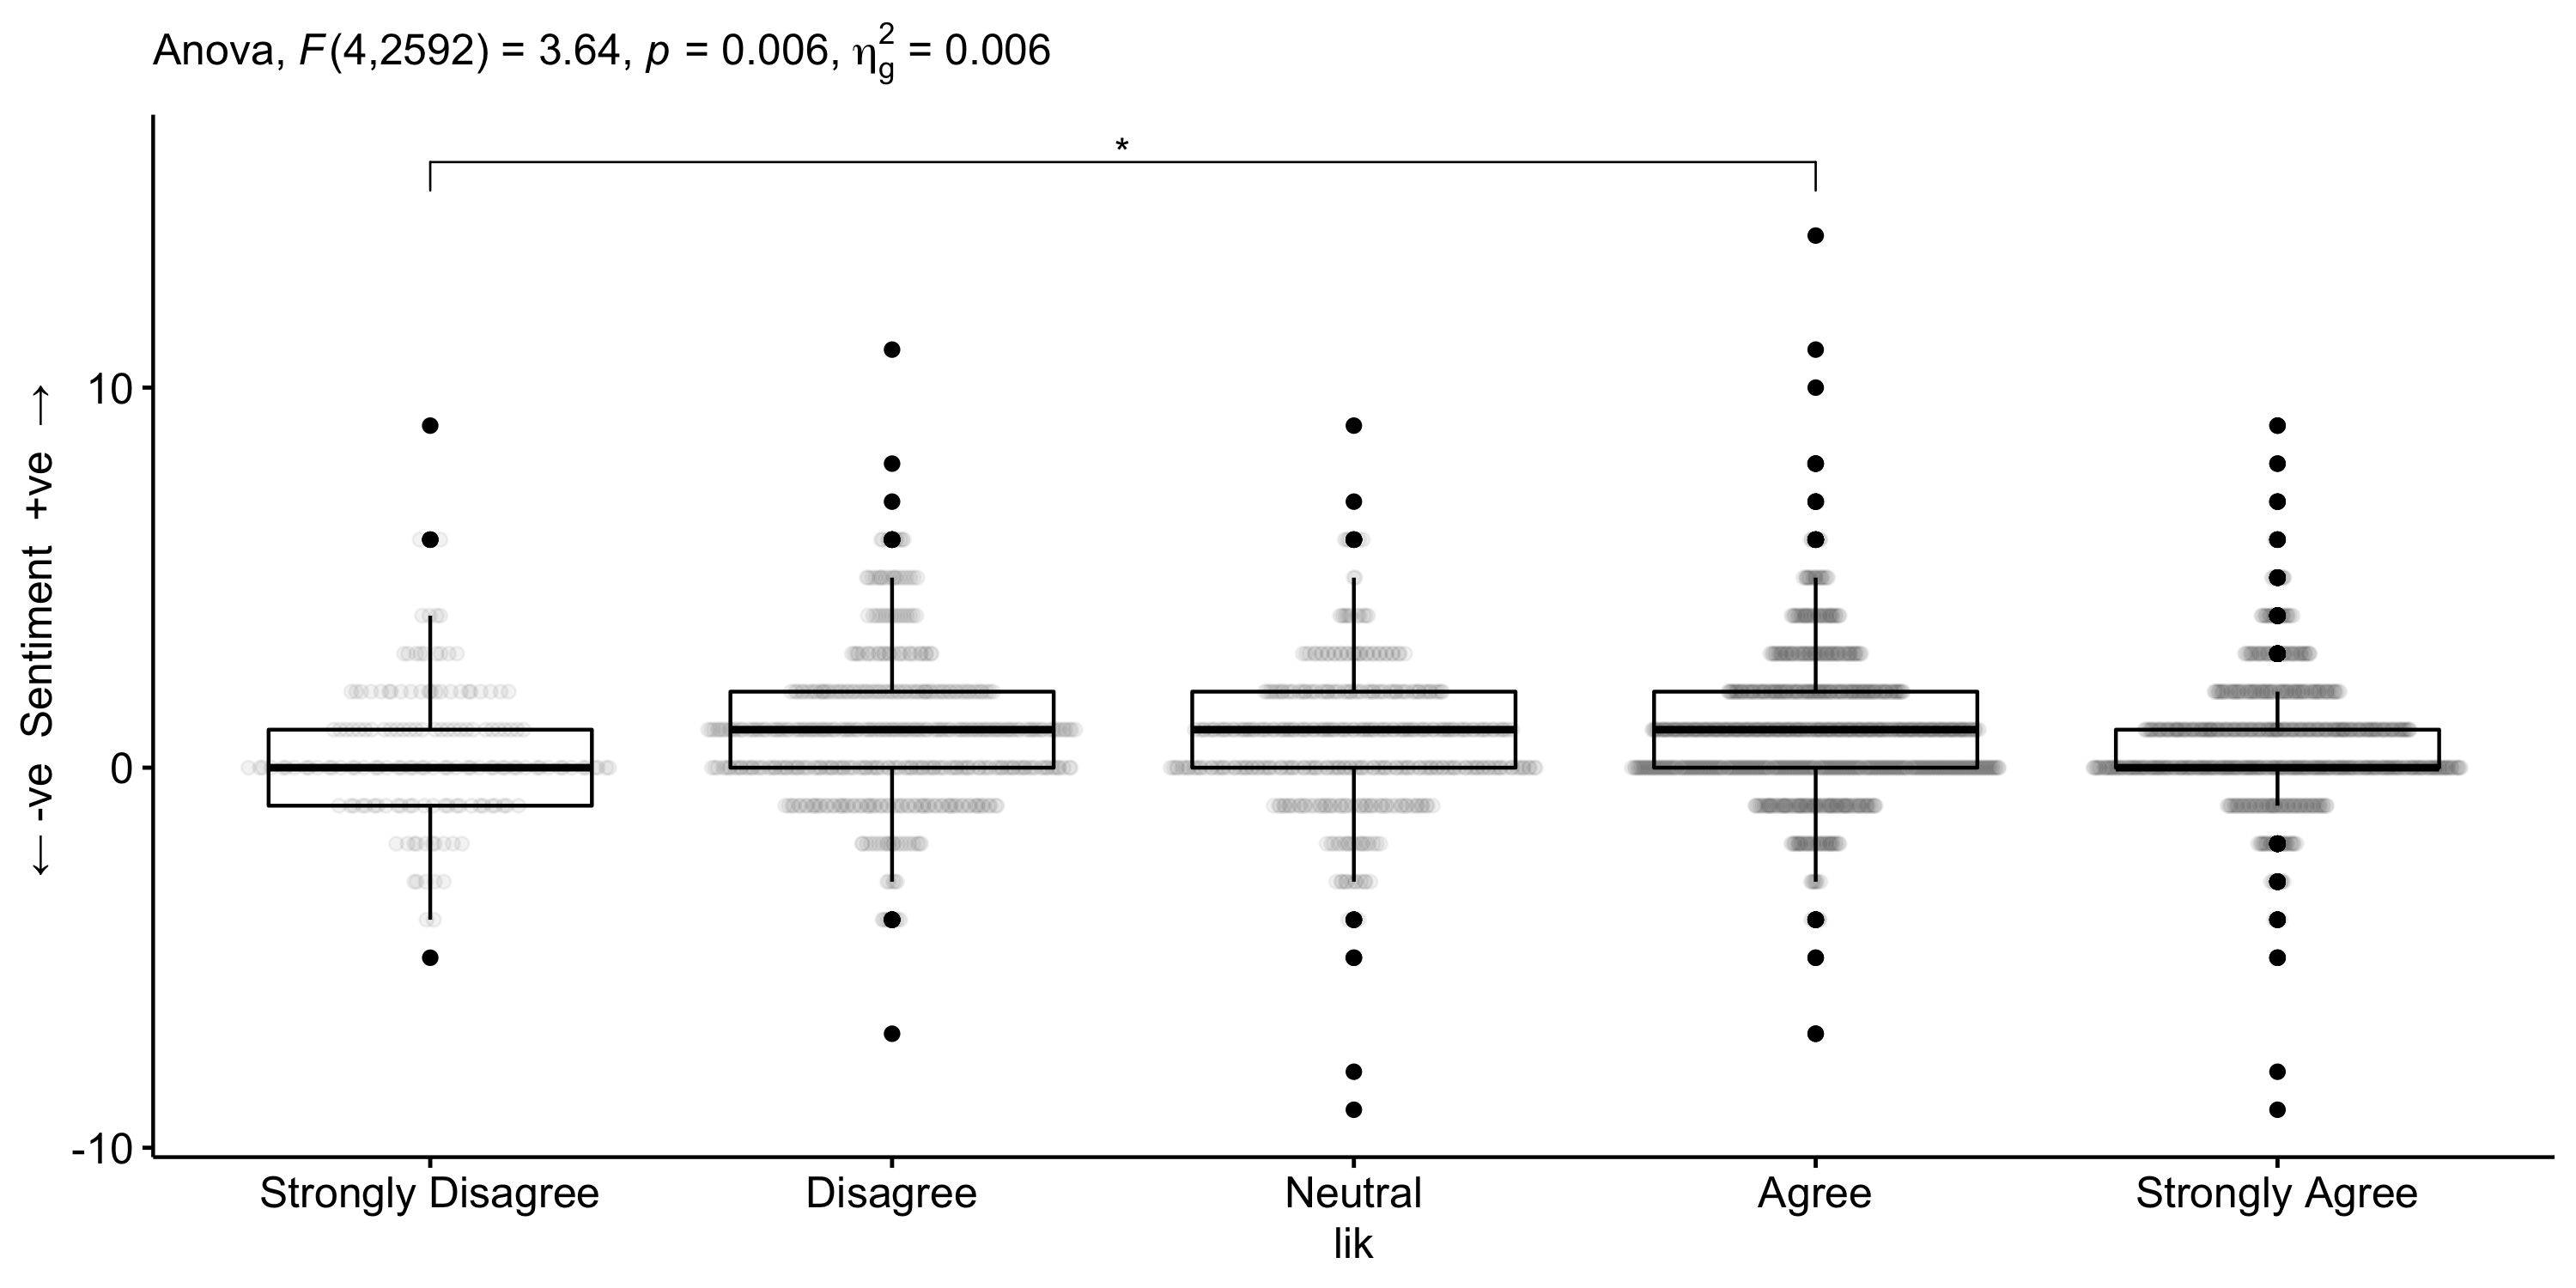 Anova, F(4,2592) = 3.64, p = 0.006, η²g = 0.006
*
← -ve Sentiment +ve →
10
0
-10
Strongly Disagree Disagree Neutral Agree Strongly Agree
lik